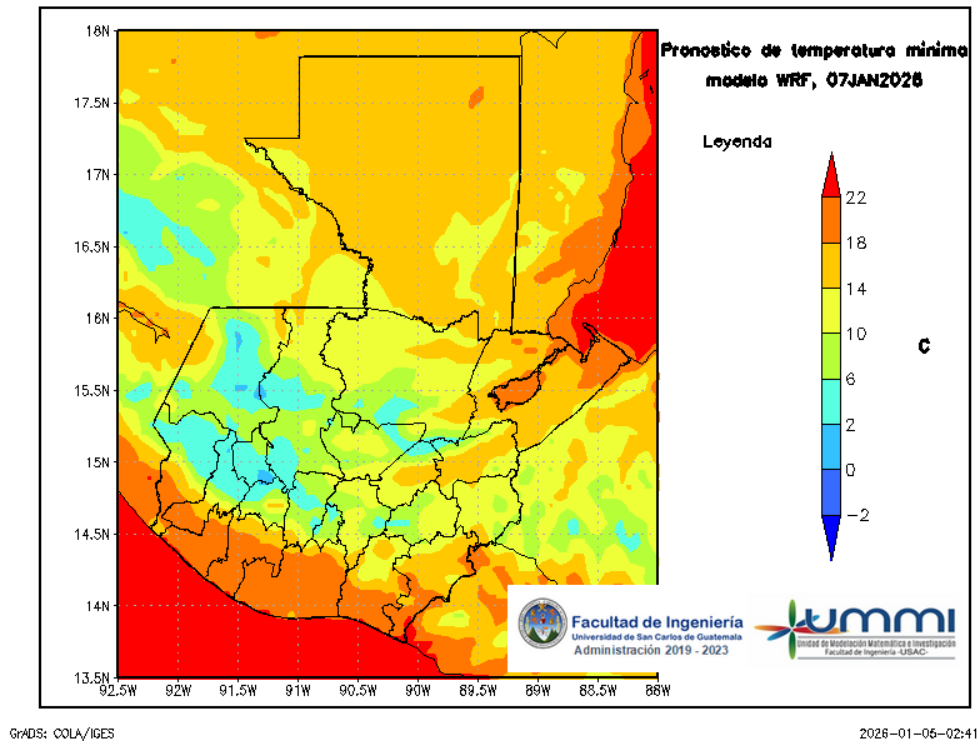 Pronostico de temperatura minima
modelo WRF, 07JAN2026
Leyenda
22
18
14
10
6
2
0
−2
C
18N
17.5N
17N
16.5N
16N
15.5N
15N
14.5N
14N
13.5N
92.5W 92W 91.5W 91W 90.5W 90W 89.5W 89W 88.5W 88W
Facultad de Ingeniería
Universidad de San Carlos de Guatemala
Administración 2019 - 2023
ummi
Unidad de Modelación Matemática e Investigación
Facultad de Ingeniería -USAC-
GrADS: COLA/IGES
2026-01-05-02:41